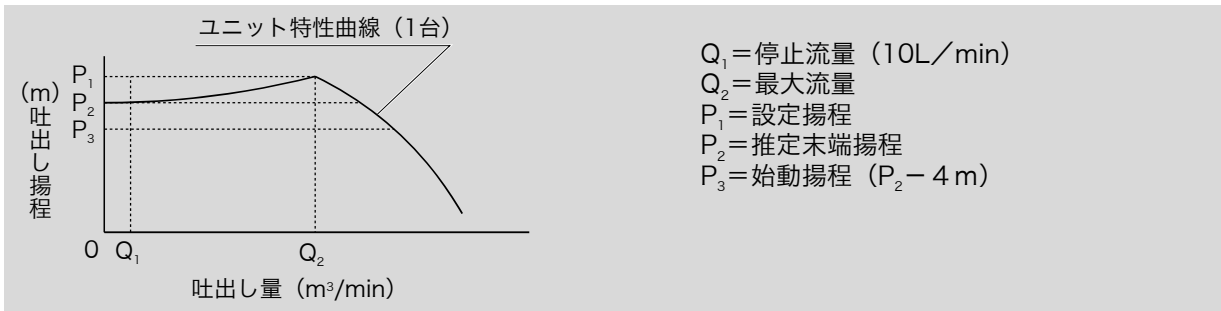 ユニット特性曲線（1台）
（m）吐出し揚程
P₁
P₂
P₃
0
Q₁
Q₂
吐出し量（m³/min）
Q₁＝停止流量（10L／min）
Q₂＝最大流量
P₁＝設定揚程
P₂＝推定末端揚程
P₃＝始動揚程（P₂－４ｍ）